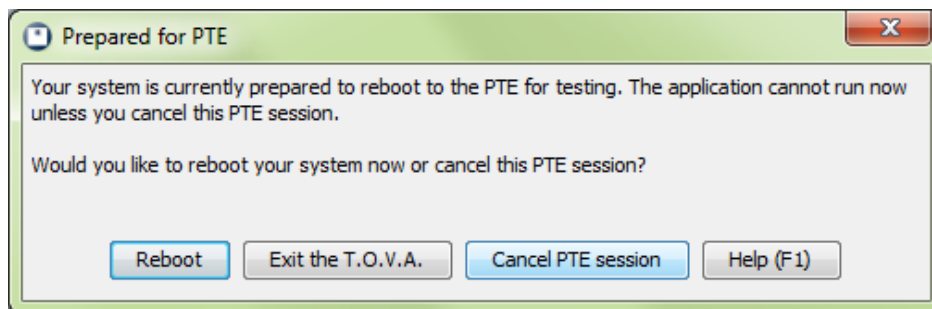 Prepared for PTE
Your system is currently prepared to reboot to the PTE for testing. The application cannot run now
unless you cancel this PTE session.
Would you like to reboot your system now or cancel this PTE session?
Reboot
Exit the T.O.V.A.
Cancel PTE session
Help (F1)